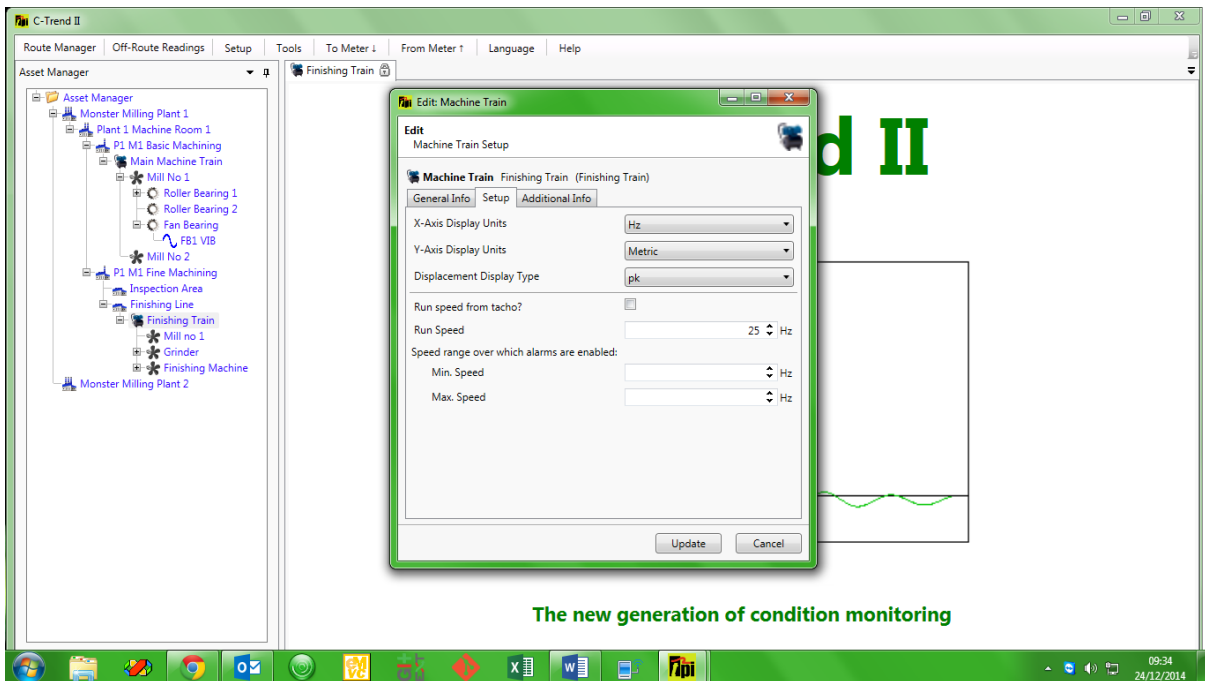 C-Trend II
Route Manager Off-Route Readings Setup Tools To Meter ↓ From Meter ↑ Language Help
Asset Manager
Finishing Train
Asset Manager
Monster Milling Plant 1
Plant 1 Machine Room 1
P1 M1 Basic Machining
Main Machine Train
Mill No 1
Roller Bearing 1
Roller Bearing 2
Fan Bearing
FB1 VIB
Mill No 2
P1 M1 Fine Machining
Inspection Area
Finishing Line
Finishing Train
Mill no 1
Grinder
Finishing Machine
Monster Milling Plant 2
d II
Edit: Machine Train
Edit
Machine Train Setup
Machine Train Finishing Train (Finishing Train)
General Info Setup Additional Info
X-Axis Display Units Hz
Y-Axis Display Units Metric
Displacement Display Type pk
Run speed from tacho?
Run Speed 25 Hz
Speed range over which alarms are enabled:
Min. Speed Hz
Max. Speed Hz
Update Cancel
The new generation of condition monitoring
09:34
24/12/2014